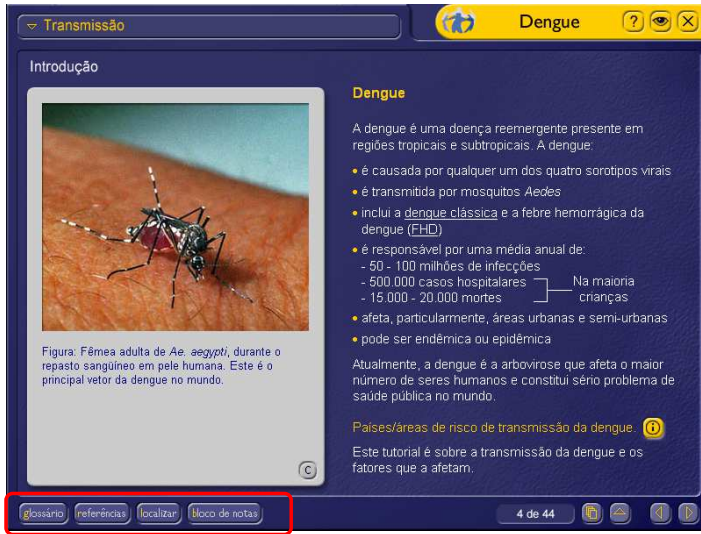 Transmissão
Dengue
Introdução
Dengue
A dengue é uma doença reemergente presente em
regiões tropicais e subtropicais. A dengue:
• é causada por qualquer um dos quatro sorotipos virais
• é transmitida por mosquitos Aedes
• inclui a dengue clássica e a febre hemorrágica da
dengue (FHD)
• é responsável por uma média anual de:
- 50 - 100 milhões de infecções
- 500.000 casos hospitalares
- 15.000 - 20.000 mortes
Na maioria
crianças
• afeta, particularmente, áreas urbanas e semi-urbanas
• pode ser endêmica ou epidêmica
Atualmente, a dengue é a arbovirose que afeta o maior
número de seres humanos e constitui sério problema de
saúde pública no mundo.
Países/áreas de risco de transmissão da dengue.
Este tutorial é sobre a transmissão da dengue e os
fatores que a afetam.
Figura: Fêmea adulta de Ae. aegypti, durante o
repasto sangüíneo em pele humana. Este é o
principal vetor da dengue no mundo.
C
glossário referências localizar bloco de notas
4 de 44